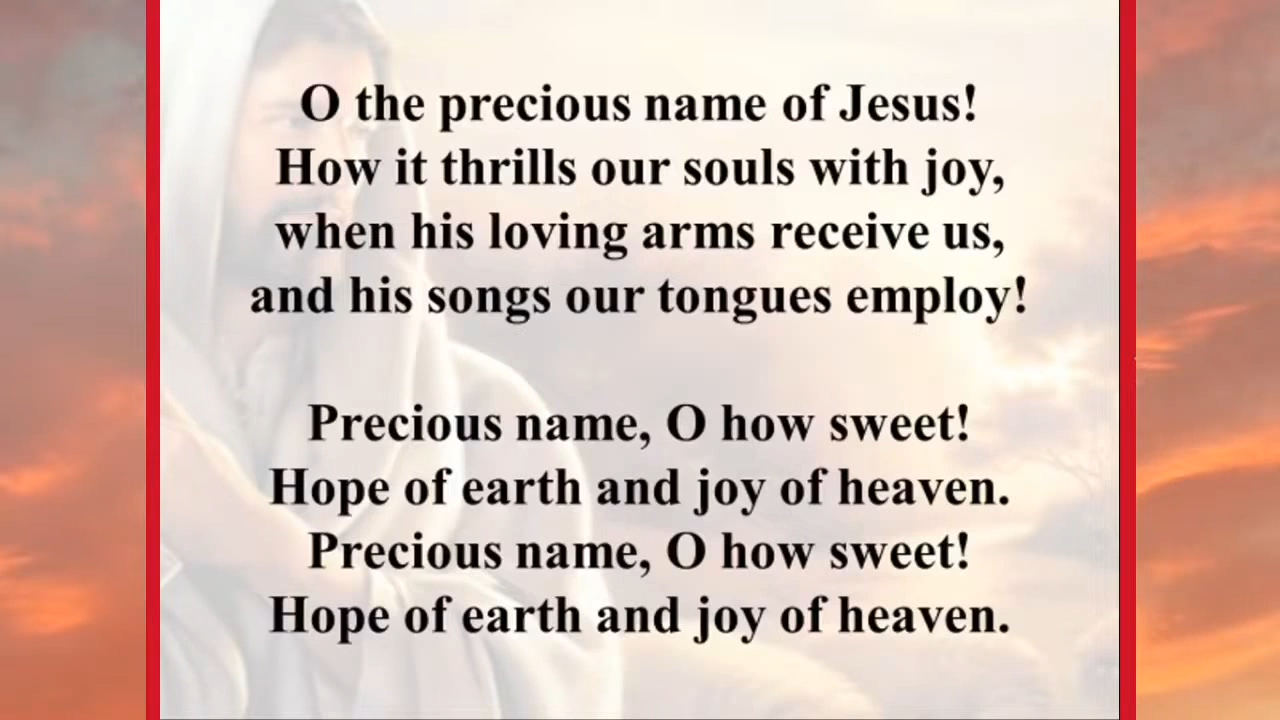 O the precious name of Jesus!
How it thrills our souls with joy,
when his loving arms receive us,
and his songs our tongues employ!
Precious name, O how sweet!
Hope of earth and joy of heaven.
Precious name, O how sweet!
Hope of earth and joy of heaven.